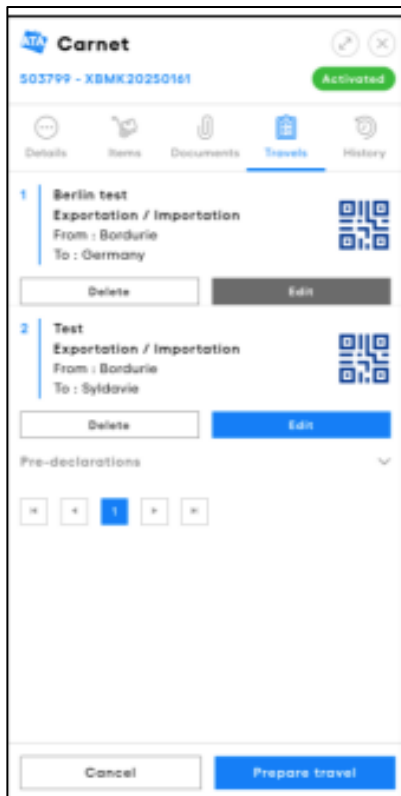 ATA Carnet
503799 - XBMK20250161
Activated
Details Items Documents Travels History
1 Berlin test
Exportation / Importation
From : Bordurie
To : Germany
Delete Edit
2 Test
Exportation / Importation
From : Bordurie
To : Syldavie
Delete Edit
Pre-declarations
1
Cancel Prepare travel